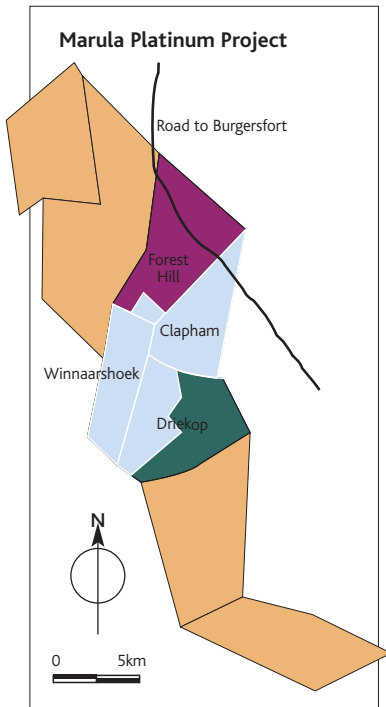 Marula Platinum Project
Road to Burgersfort
Forest
Hill
Clapham
Winnaarshoek
Driekop
N
0 5km